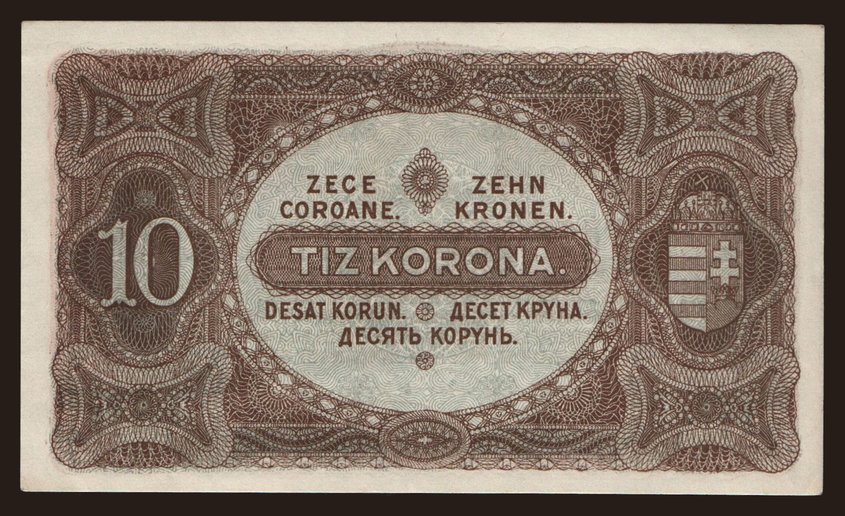 ZECE ZEHN
COROANE. KRONEN.
10
TIZ KORONA.
DESAT KORUN. ДЕСЕТ КРУНА.
ДЕСЯТЬ КОРУНЬ.